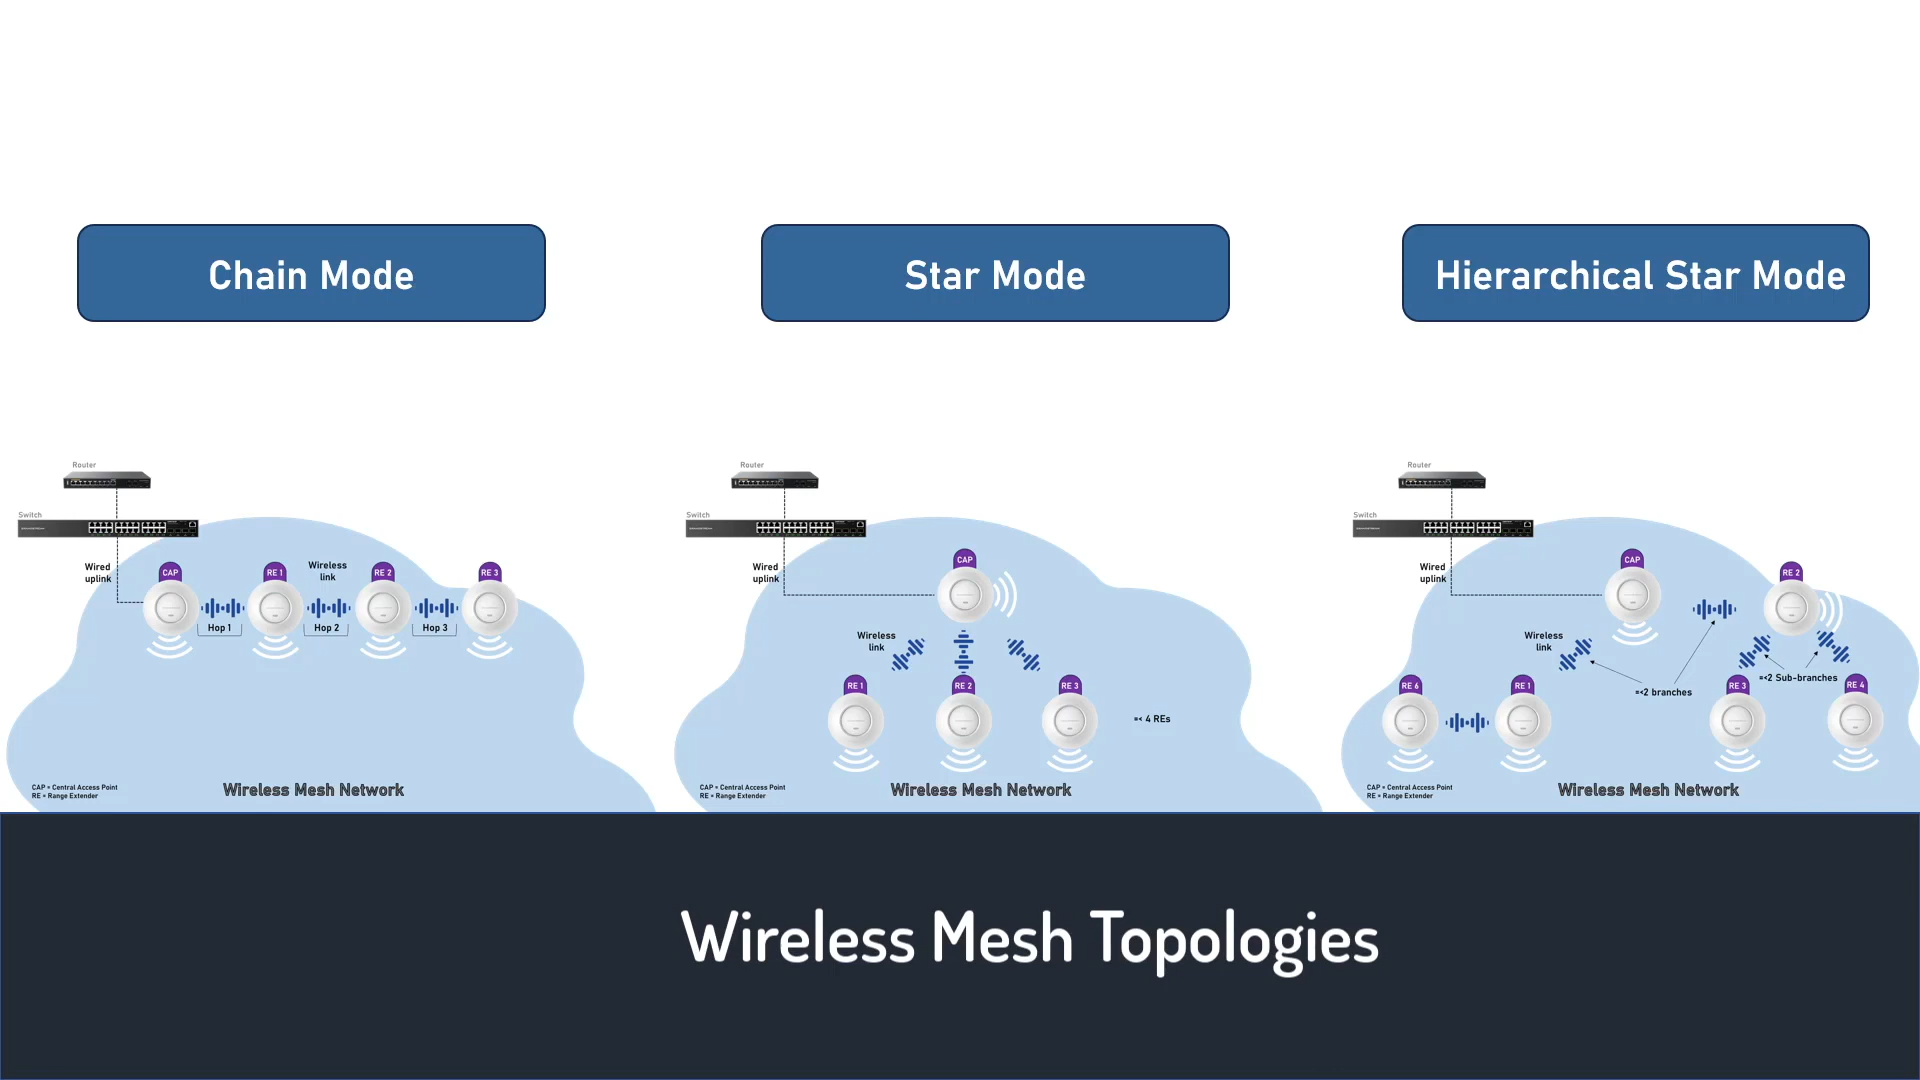 Chain Mode
Star Mode
Hierarchical Star Mode
Router
Switch
Wired
uplink
CAP
RE 1
Wireless
link
RE 2
RE 3
Hop 1
Hop 2
Hop 3
CAP = Central Access Point
RE = Range Extender
Wireless Mesh Network
Router
Switch
Wired
uplink
CAP
Wireless
link
RE 1
RE 2
RE 3
=< 4 REs
CAP = Central Access Point
RE = Range Extender
Wireless Mesh Network
Router
Switch
Wired
uplink
CAP
RE 2
Wireless
link
=<2 branches
=<2 Sub-branches
RE 6
RE 1
RE 3
RE 4
CAP = Central Access Point
RE = Range Extender
Wireless Mesh Network
Wireless Mesh Topologies